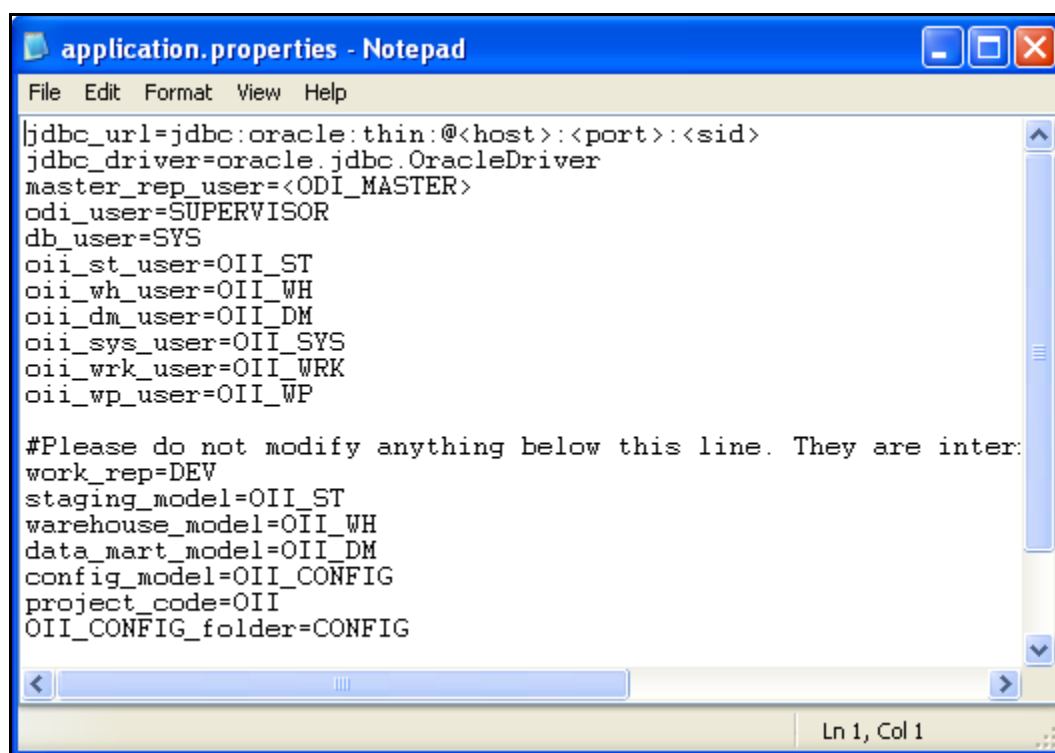 application.properties - Notepad
File Edit Format View Help
jdbc_url=jdbc:oracle:thin:@<host>:<port>:<sid>
jdbc_driver=oracle.jdbc.OracleDriver
master_rep_user=<ODI_MASTER>
odi_user=SUPERVISOR
db_user=SYS
oii_st_user=OII_ST
oii_wh_user=OII_WH
oii_dm_user=OII_DM
oii_sys_user=OII_SYS
oii_wrk_user=OII_WRK
oii_wp_user=OII_WP
#Please do not modify anything below this line. They are inter
work_rep=DEV
staging_model=OII_ST
warehouse_model=OII_WH
data_mart_model=OII_DM
config_model=OII_CONFIG
project_code=OII
OII_CONFIG_folder=CONFIG
Ln 1, Col 1